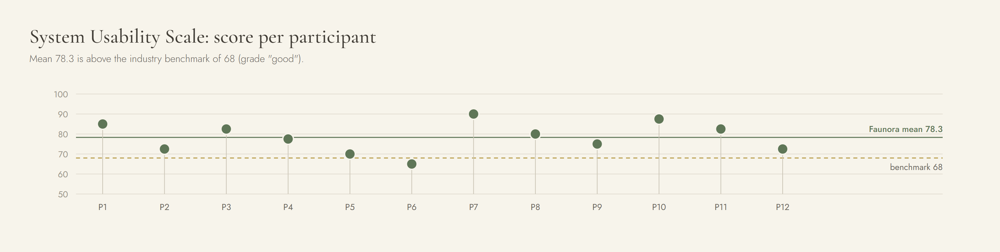 System Usability Scale: score per participant
Mean 78.3 is above the industry benchmark of 68 (grade "good").
100
90
80
70
60
50
Faunora mean 78.3
benchmark 68
P1 P2 P3 P4 P5 P6 P7 P8 P9 P10 P11 P12